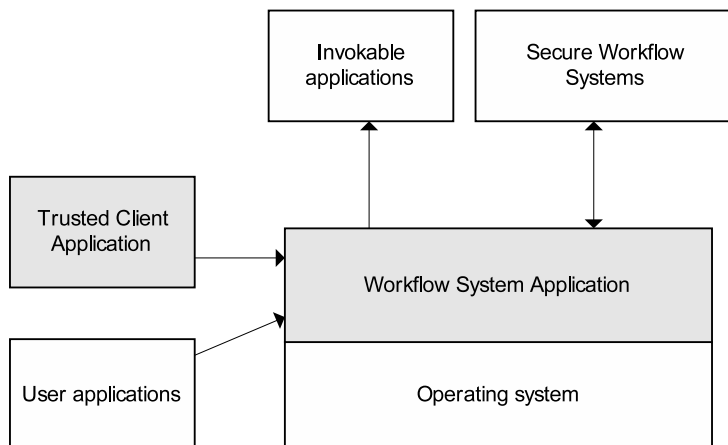 Invokable
applications
Secure Workflow
Systems
Trusted Client
Application
Workflow System Application
User applications
Operating system